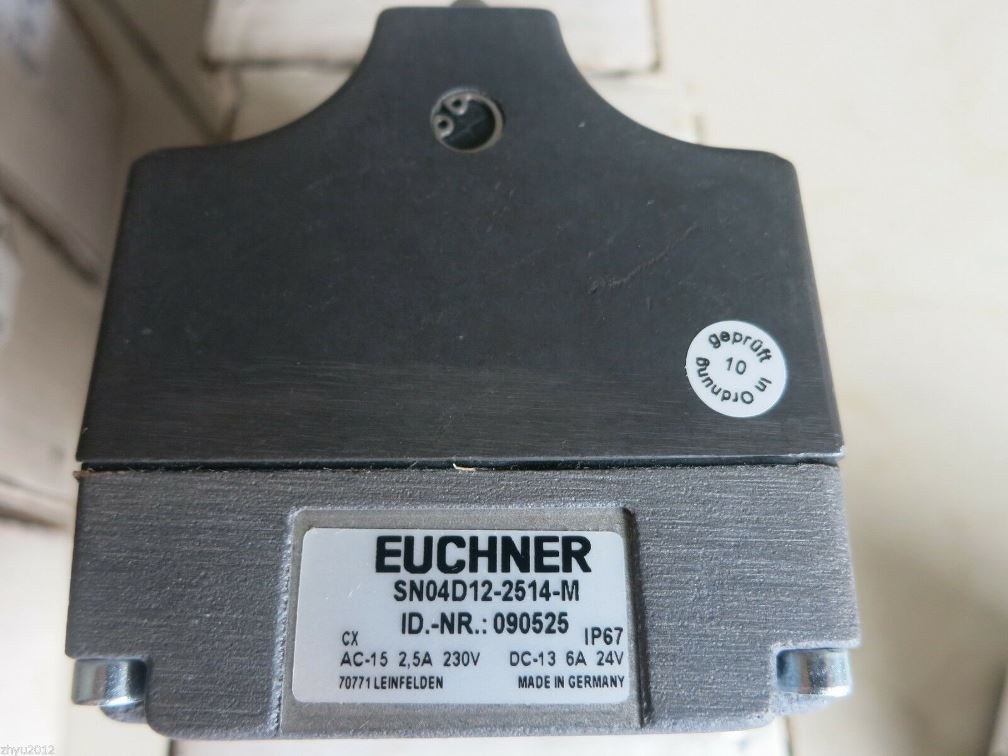 geprüft
10
in Ordnung
EUCHNER
SN04D12-2514-M
ID.-NR.: 090525
CX
IP67
AC-15 2,5A 230V DC-13 6A 24V
70771 LEINFELDEN MADE IN GERMANY
zhyu2012